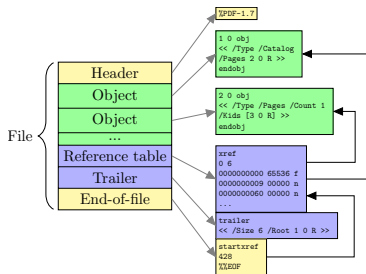 %PDF-1.7
1 0 obj
<< /Type /Catalog
/Pages 2 0 R >>
endobj
2 0 obj
<< /Type /Pages /Count 1
/Kids [3 0 R] >>
endobj
File
Header
Object
Object
...
Reference table
Trailer
End-of-file
xref
0 6
0000000000 65536 f
0000000009 00000 n
0000000060 00000 n
...
trailer
<< /Size 6 /Root 1 0 R >>
startxref
428
%%EOF